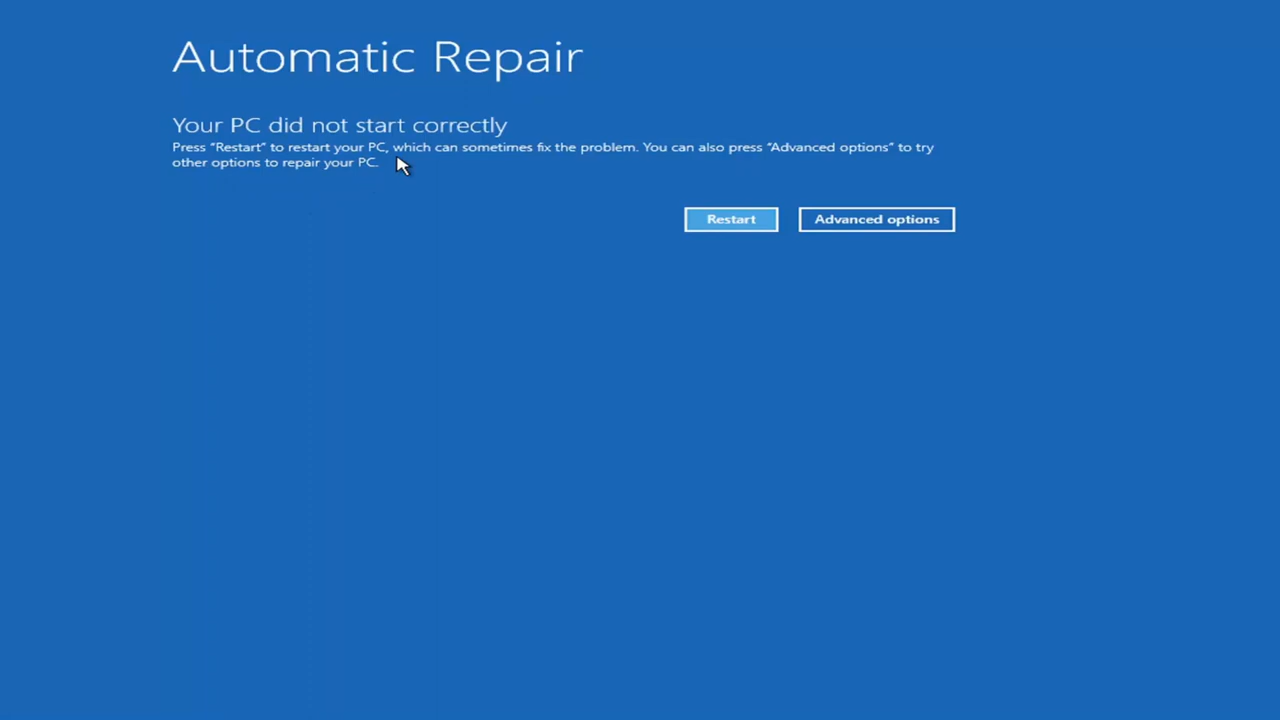 Automatic Repair
Your PC did not start correctly
Press “Restart” to restart your PC, which can sometimes fix the problem. You can also press “Advanced options” to try
other options to repair your PC.
Restart
Advanced options